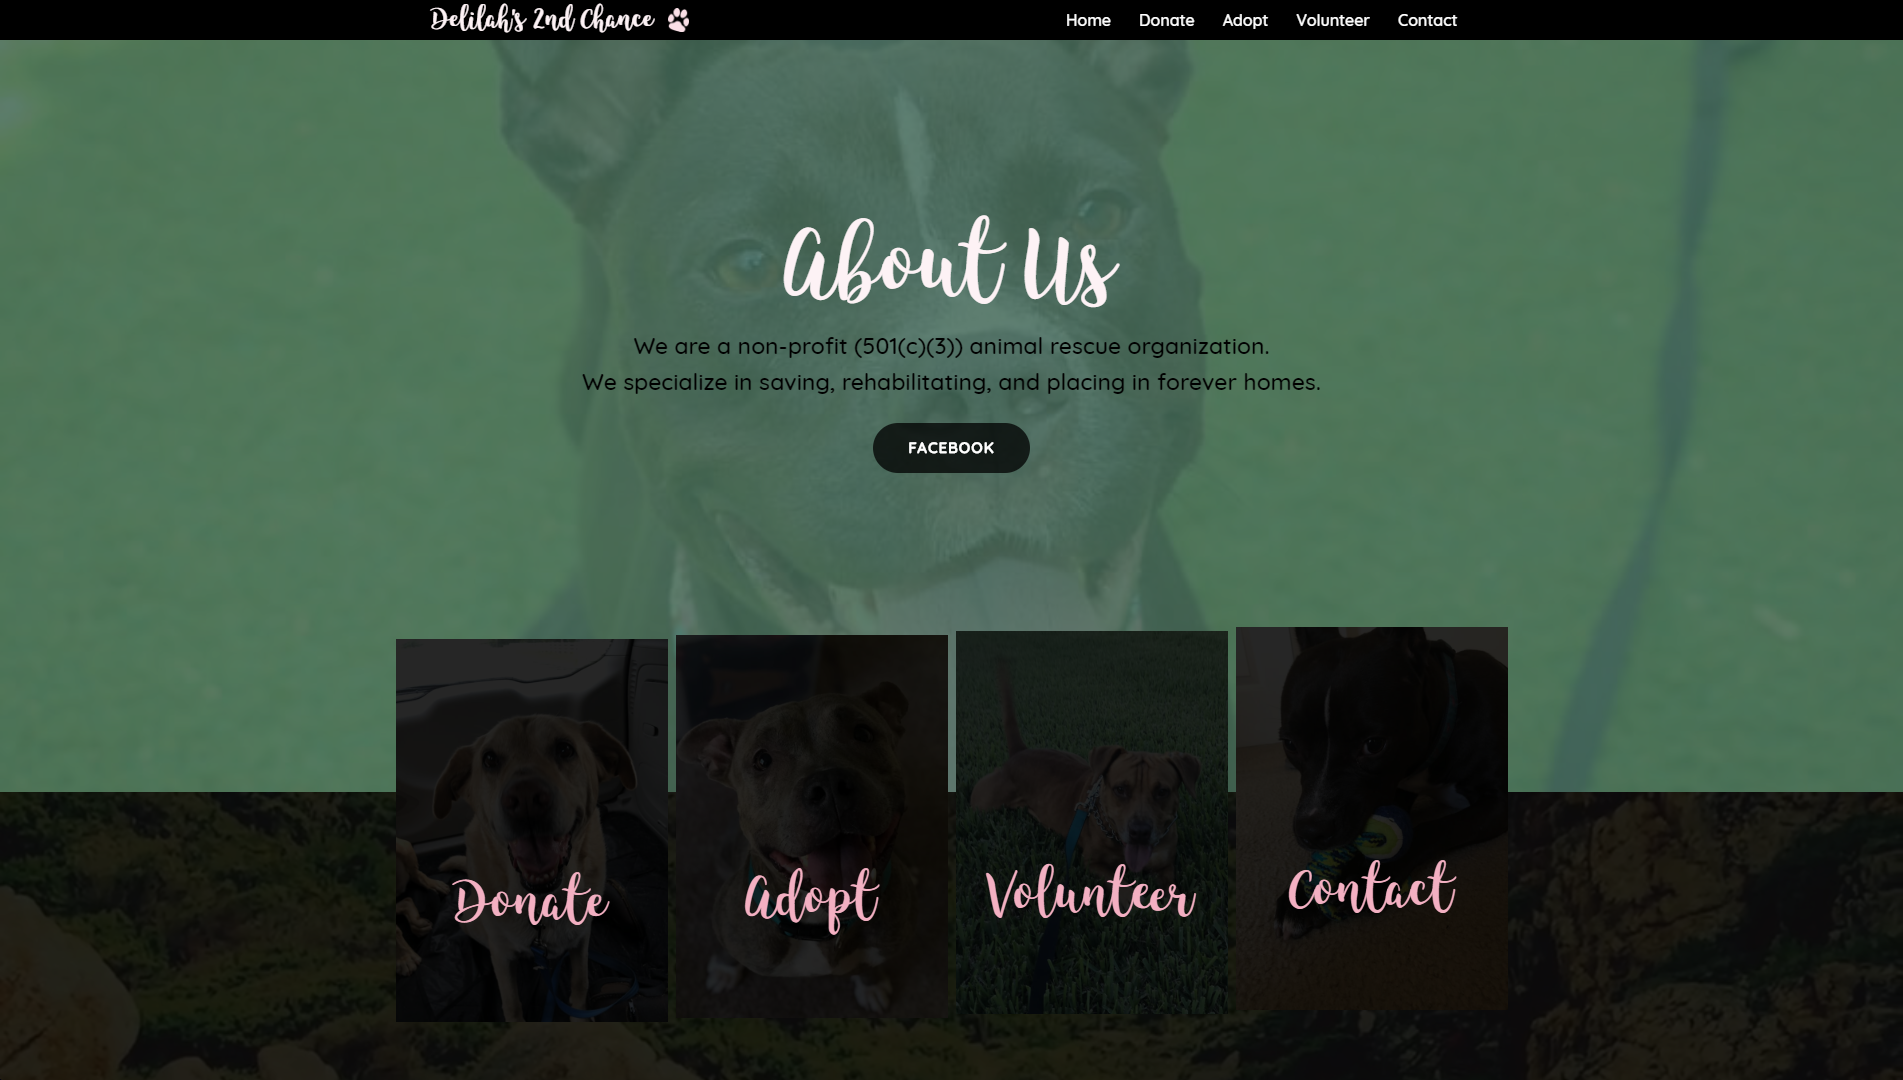 Delilah's 2nd Chance
Home Donate Adopt Volunteer Contact
About Us
We are a non-profit (501(c)(3)) animal rescue organization.
We specialize in saving, rehabilitating, and placing in forever homes.
FACEBOOK
Donate
Adopt
Volunteer
Contact